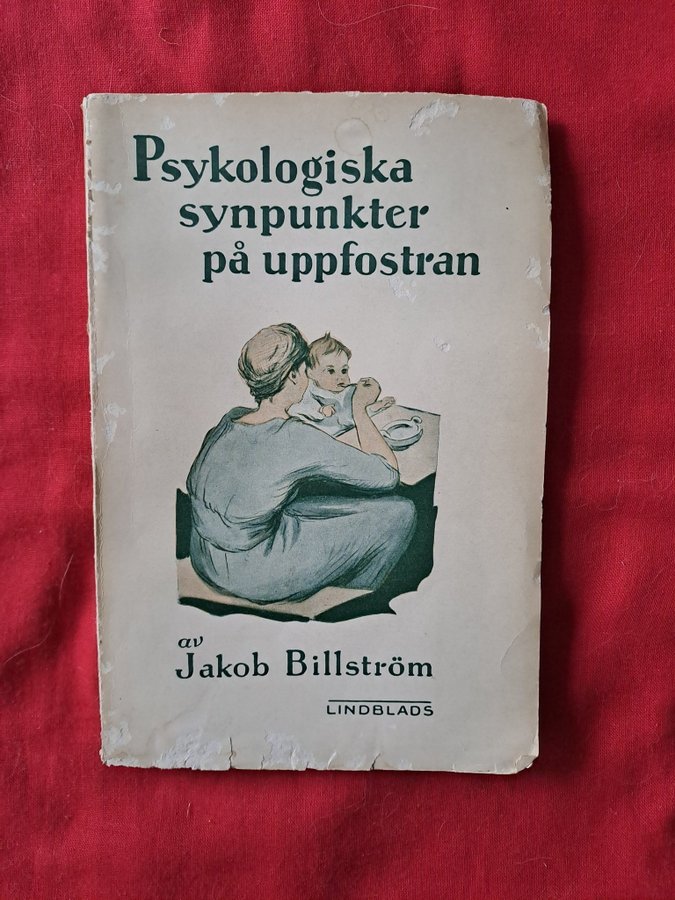 Psykologiska
synpunkter
på uppfostran
av
Jakob Billström
LINDBLADS